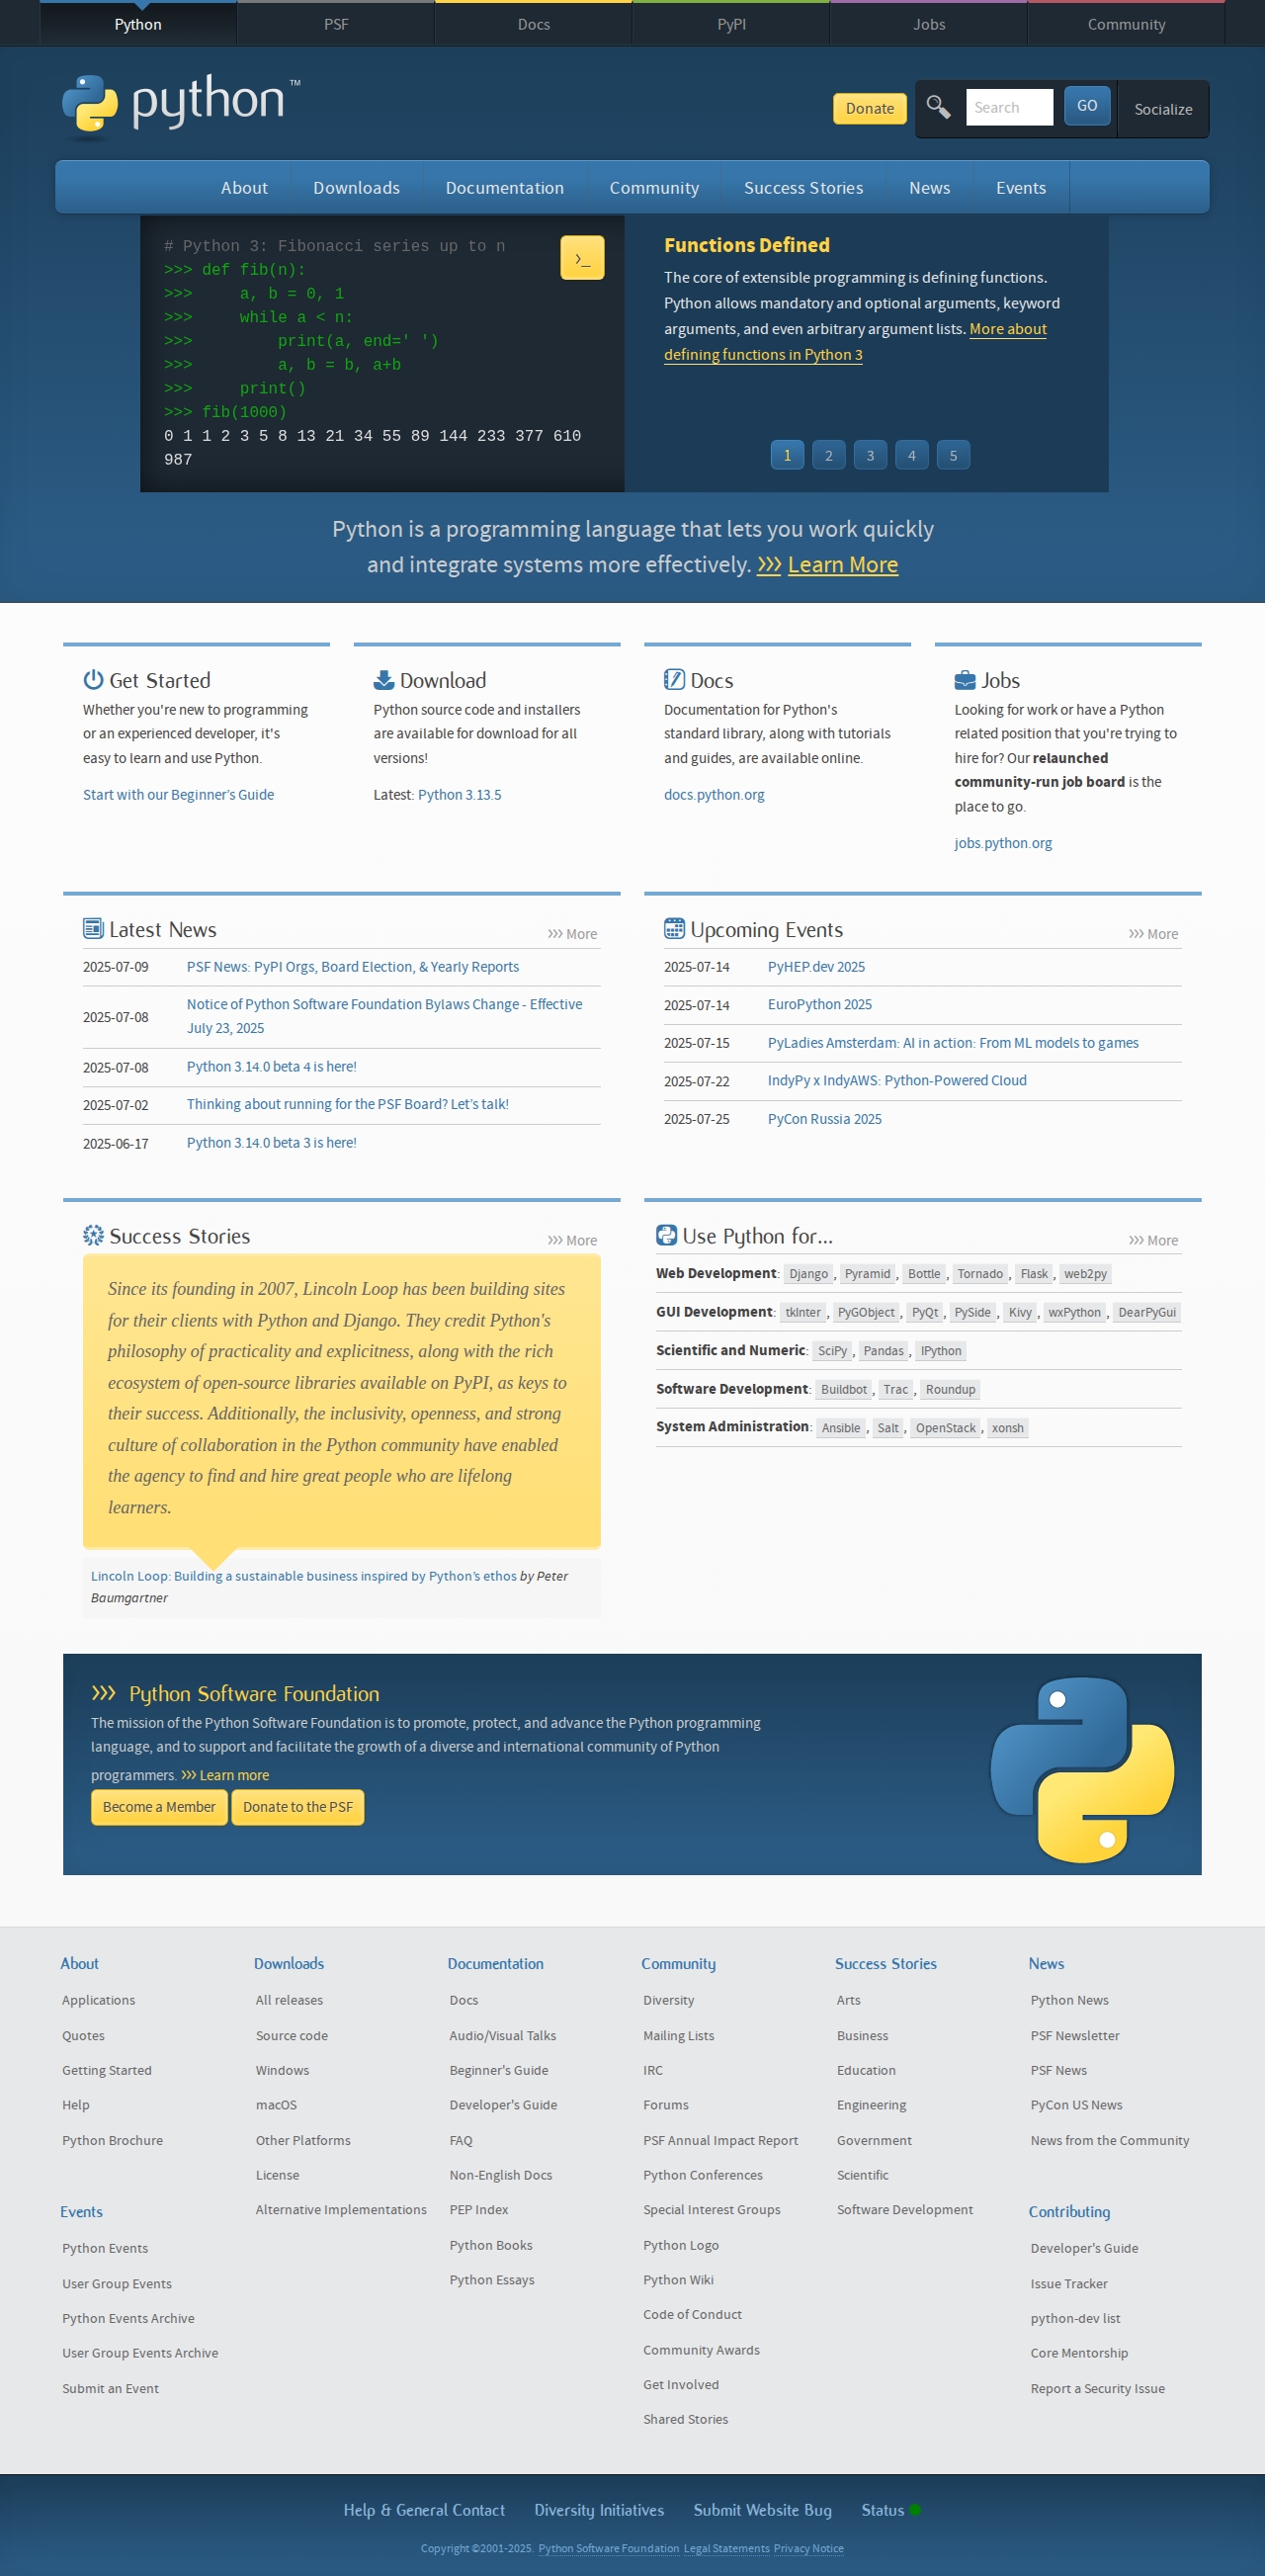 Python
PSF
Docs
PyPI
Jobs
Community
python™
Donate
Search
GO
Socialize
About
Downloads
Documentation
Community
Success Stories
News
Events
# Python 3: Fibonacci series up to n
>>> def fib(n):
>>>     a, b = 0, 1
>>>     while a < n:
>>>         print(a, end=' ')
>>>         a, b = b, a+b
>>>     print()
>>> fib(1000)
0 1 1 2 3 5 8 13 21 34 55 89 144 233 377 610
987
>_
Functions Defined
The core of extensible programming is defining functions.
Python allows mandatory and optional arguments, keyword
arguments, and even arbitrary argument lists. More about
defining functions in Python 3
1 2 3 4 5
Python is a programming language that lets you work quickly
and integrate systems more effectively. >>> Learn More
Get Started
Whether you're new to programming
or an experienced developer, it's
easy to learn and use Python.
Start with our Beginner’s Guide
Download
Python source code and installers
are available for download for all
versions!
Latest: Python 3.13.5
Docs
Documentation for Python's
standard library, along with tutorials
and guides, are available online.
docs.python.org
Jobs
Looking for work or have a Python
related position that you're trying to
hire for? Our relaunched
community-run job board is the
place to go.
jobs.python.org
Latest News
>>> More
2025-07-09 PSF News: PyPI Orgs, Board Election, & Yearly Reports
2025-07-08 Notice of Python Software Foundation Bylaws Change - Effective
July 23, 2025
2025-07-08 Python 3.14.0 beta 4 is here!
2025-07-02 Thinking about running for the PSF Board? Let’s talk!
2025-06-17 Python 3.14.0 beta 3 is here!
Upcoming Events
>>> More
2025-07-14 PyHEP.dev 2025
2025-07-14 EuroPython 2025
2025-07-15 PyLadies Amsterdam: AI in action: From ML models to games
2025-07-22 IndyPy x IndyAWS: Python-Powered Cloud
2025-07-25 PyCon Russia 2025
Success Stories
>>> More
Since its founding in 2007, Lincoln Loop has been building sites
for their clients with Python and Django. They credit Python's
philosophy of practicality and explicitness, along with the rich
ecosystem of open-source libraries available on PyPI, as keys to
their success. Additionally, the inclusivity, openness, and strong
culture of collaboration in the Python community have enabled
the agency to find and hire great people who are lifelong
learners.
Lincoln Loop: Building a sustainable business inspired by Python’s ethos by Peter
Baumgartner
Use Python for…
>>> More
Web Development: Django, Pyramid, Bottle, Tornado, Flask, web2py
GUI Development: tkInter, PyGObject, PyQt, PySide, Kivy, wxPython, DearPyGui
Scientific and Numeric: SciPy, Pandas, IPython
Software Development: Buildbot, Trac, Roundup
System Administration: Ansible, Salt, OpenStack, xonsh
>>> Python Software Foundation
The mission of the Python Software Foundation is to promote, protect, and advance the Python programming
language, and to support and facilitate the growth of a diverse and international community of Python
programmers. >>> Learn more
Become a Member
Donate to the PSF
About
Applications
Quotes
Getting Started
Help
Python Brochure
Events
Python Events
User Group Events
Python Events Archive
User Group Events Archive
Submit an Event
Downloads
All releases
Source code
Windows
macOS
Other Platforms
License
Alternative Implementations
Documentation
Docs
Audio/Visual Talks
Beginner's Guide
Developer's Guide
FAQ
Non-English Docs
PEP Index
Python Books
Python Essays
Community
Diversity
Mailing Lists
IRC
Forums
PSF Annual Impact Report
Python Conferences
Special Interest Groups
Python Logo
Python Wiki
Code of Conduct
Community Awards
Get Involved
Shared Stories
Success Stories
Arts
Business
Education
Engineering
Government
Scientific
Software Development
News
Python News
PSF Newsletter
PSF News
PyCon US News
News from the Community
Contributing
Developer's Guide
Issue Tracker
python-dev list
Core Mentorship
Report a Security Issue
Help & General Contact
Diversity Initiatives
Submit Website Bug
Status
Copyright ©2001-2025. Python Software Foundation Legal Statements Privacy Notice